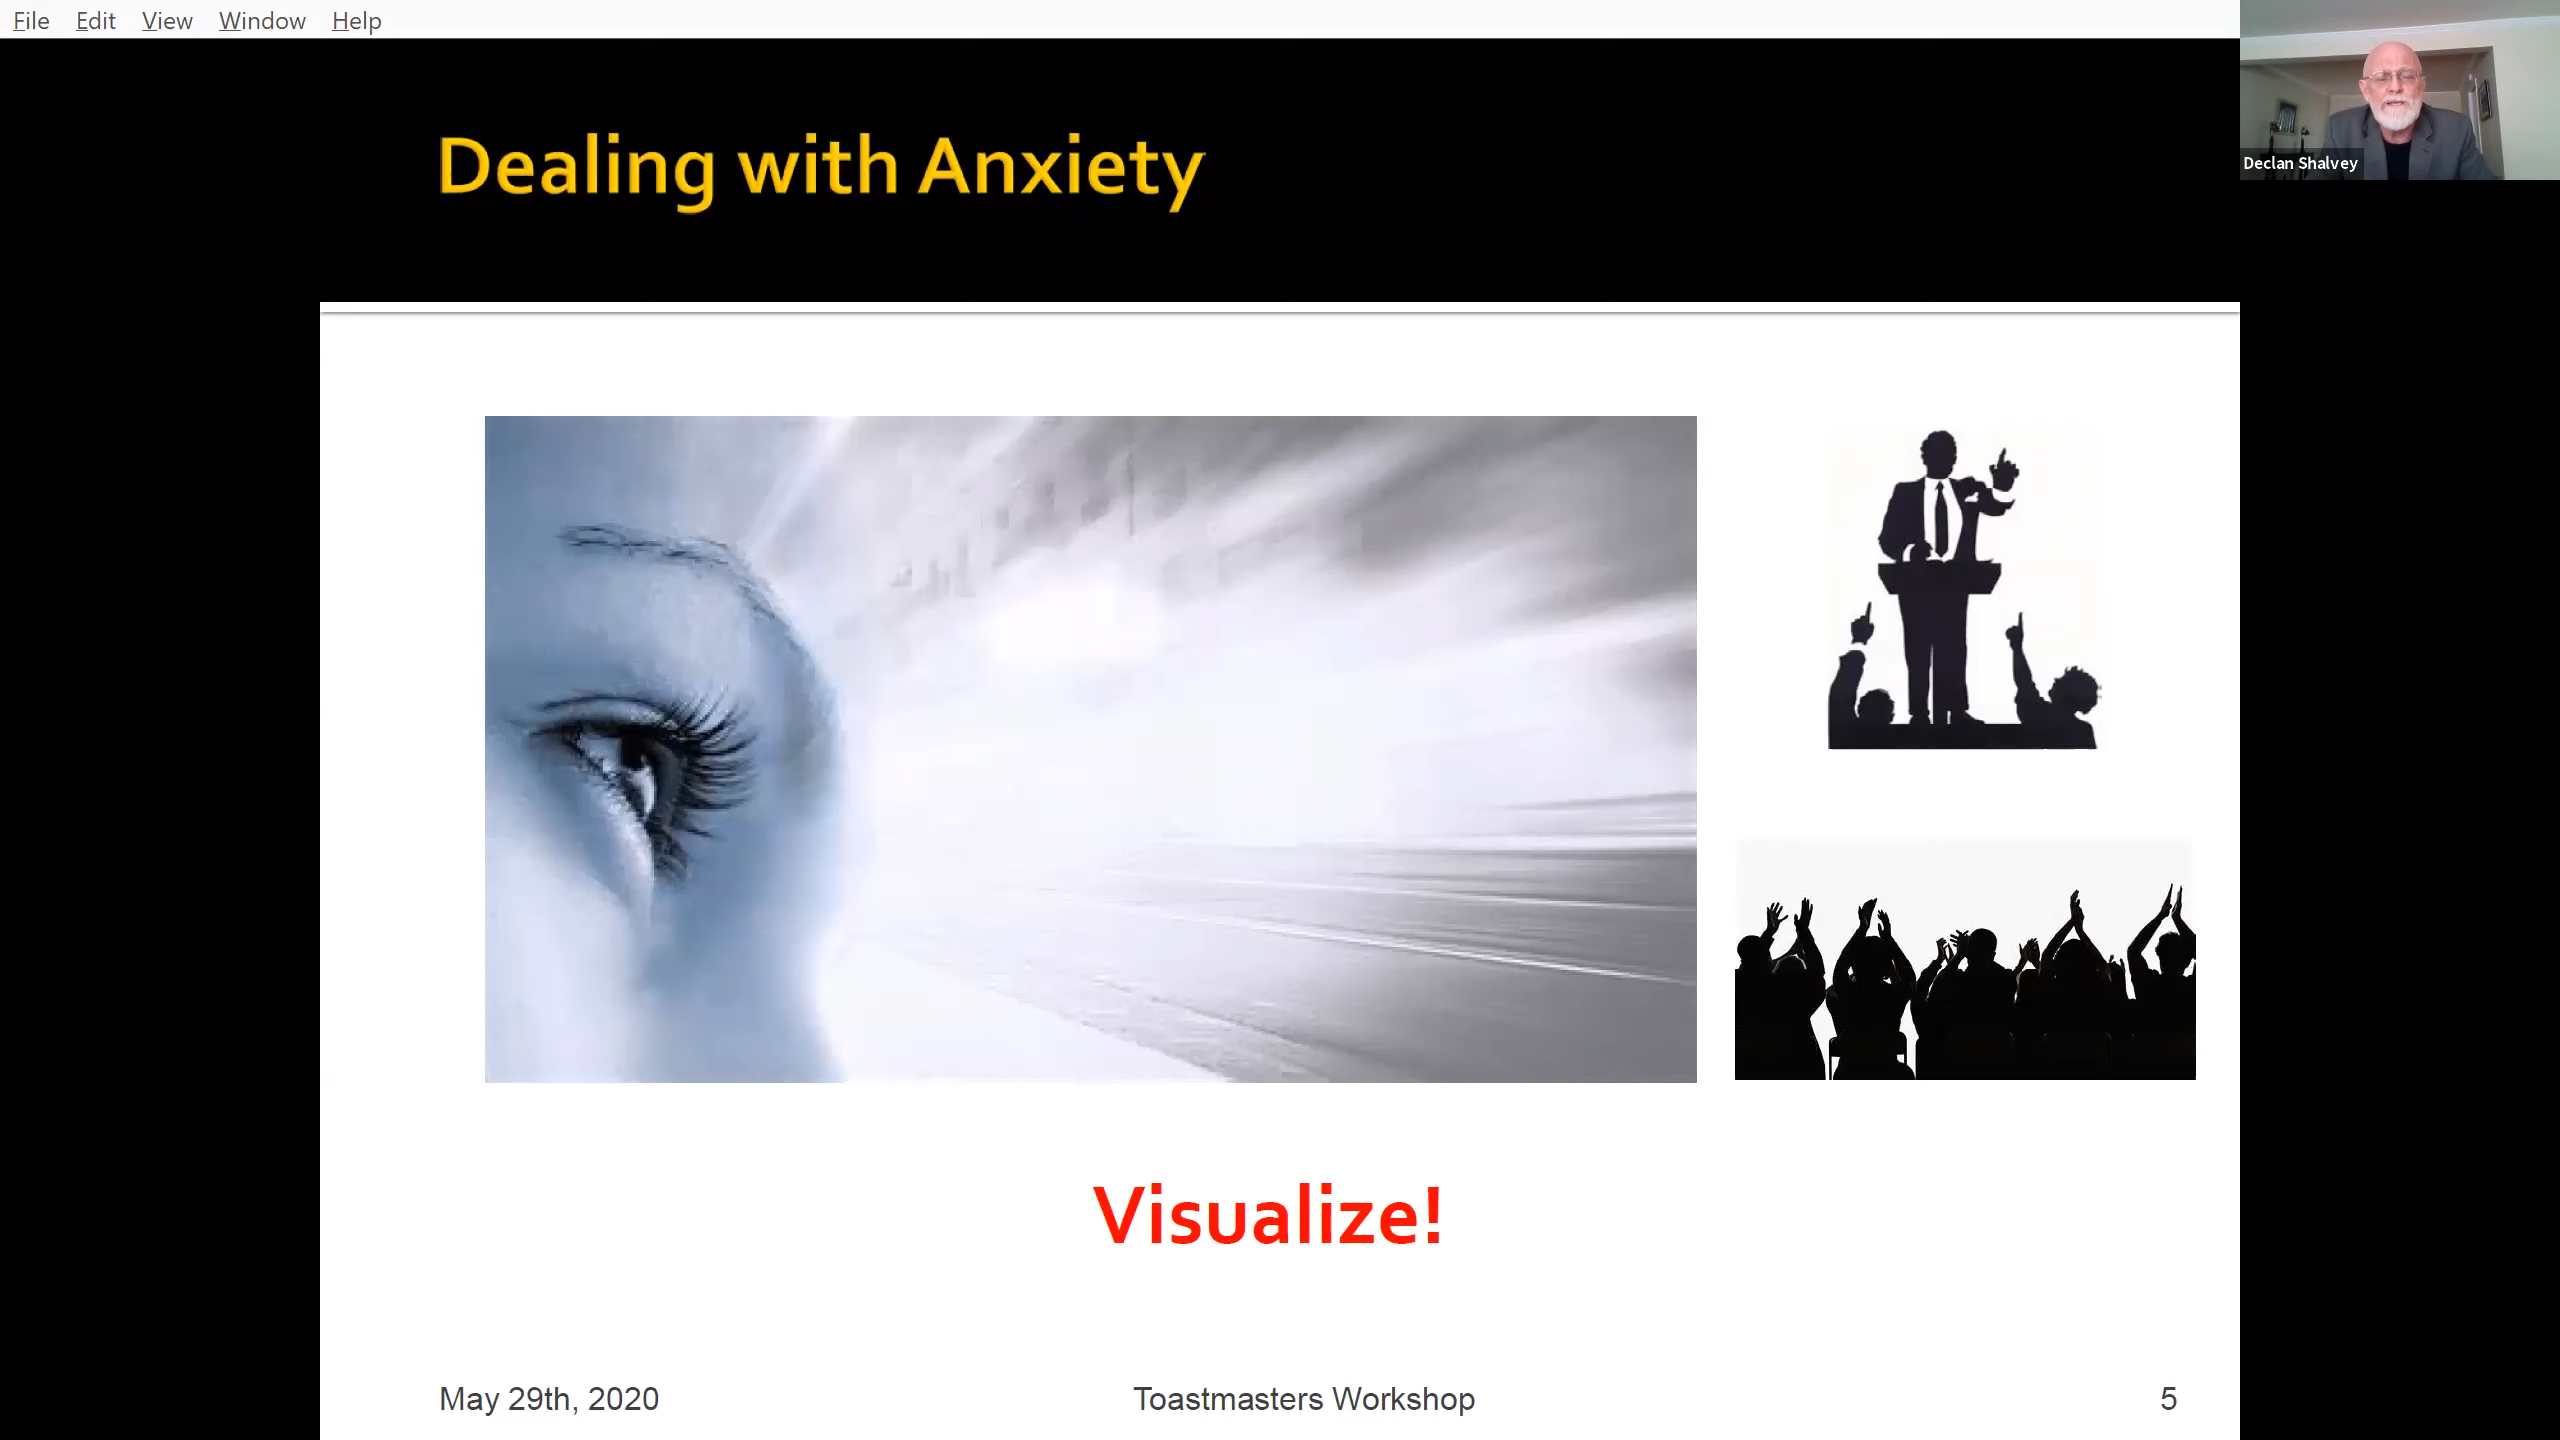 File Edit View Window Help
Dealing with Anxiety
Declan Shalvey
Visualize!
May 29th, 2020 Toastmasters Workshop 5